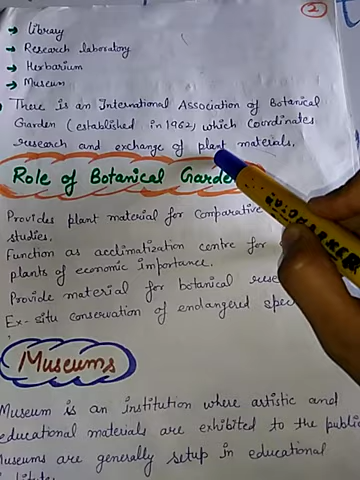 2
→ Library
→ Research laboratory
→ Herbarium
→ Museum
There is an International Association of Botanical
Garden (established in 1962) which Coordinates
research and exchange of plant materials.
Role of Botanical Garde
Provides plant material for comparative
studies.
Function as acclimatization centre for
plants of economic importance.
Provide material for botanical rese
Ex-situ conservation of endangered spec
Museums
Museum is an institution where artistic and
educational materials are exhibited to the public
Museums are generally setup in educational